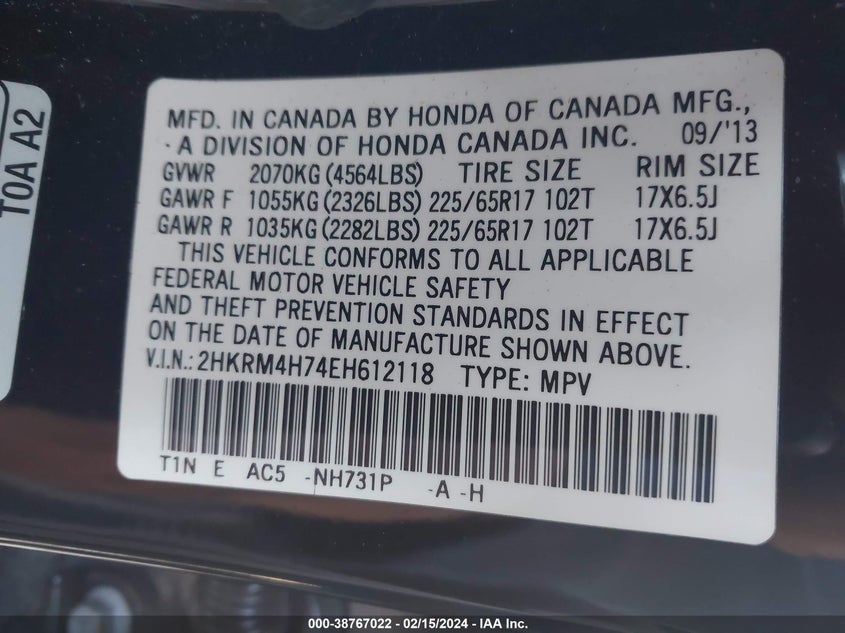 T0A A2
MFD. IN CANADA BY HONDA OF CANADA MFG.,
· A DIVISION OF HONDA CANADA INC. 09/'13
GVWR 2070KG (4564LBS) TIRE SIZE RIM SIZE
GAWR F 1055KG (2326LBS) 225/65R17 102T 17X6.5J
GAWR R 1035KG (2282LBS) 225/65R17 102T 17X6.5J
THIS VEHICLE CONFORMS TO ALL APPLICABLE
FEDERAL MOTOR VEHICLE SAFETY
AND THEFT PREVENTION STANDARDS IN EFFECT
ON THE DATE OF MANUFACTURE SHOWN ABOVE.
V.I.N.: 2HKRM4H74EH612118 TYPE: MPV
T1N E AC5 -NH731P -A -H
000-38767022 - 02/15/2024 - IAA Inc.